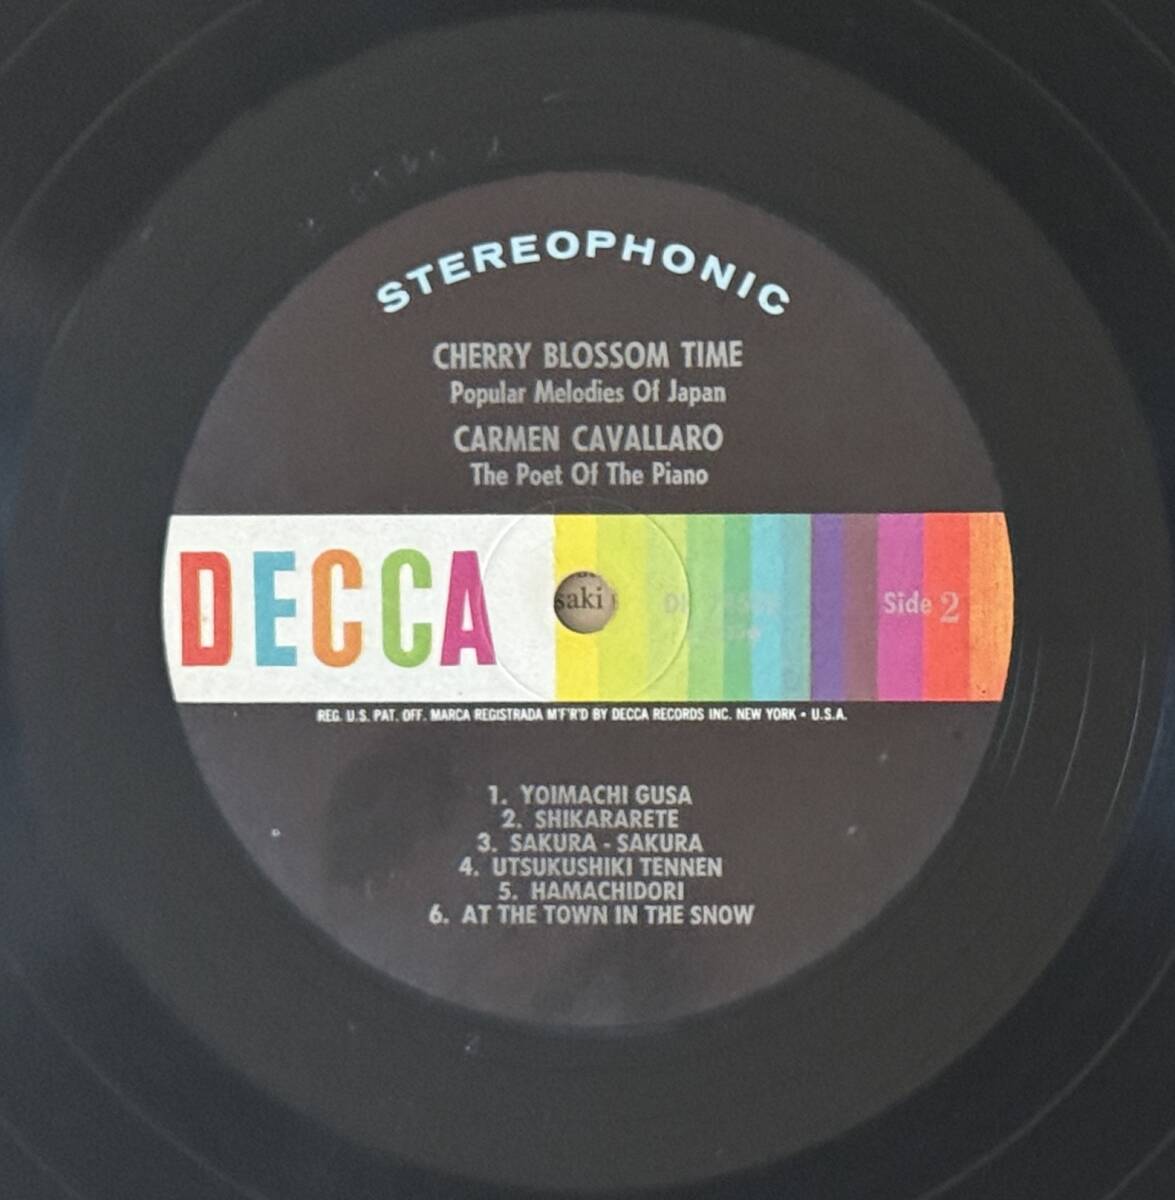 STEREOPHONIC
CHERRY BLOSSOM TIME
Popular Melodies Of Japan
CARMEN CAVALLARO
The Poet Of The Piano
DECCA
saki
Side 2
REG. U.S. PAT. OFF. MARCA REGISTRADA M'F'R'D BY DECCA RECORDS INC. NEW YORK • U.S.A.
1. YOIMACHI GUSA
2. SHIKARARETE
3. SAKURA - SAKURA
4. UTSUKUSHIKI TENNEN
5. HAMACHIDORI
6. AT THE TOWN IN THE SNOW